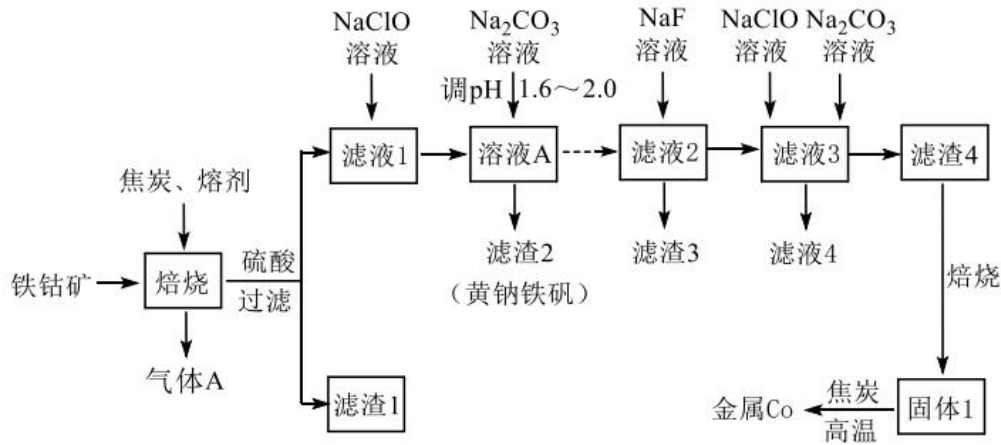 NaClO
溶液
Na₂CO₃
溶液
NaF
溶液
NaClO
溶液
Na₂CO₃
溶液
调pH
1.6～2.0
滤液1
溶液A
滤液2
滤液3
滤渣4
焦炭、熔剂
滤渣2
（黄钠铁矾）
滤渣3
滤液4
铁钴矿
焙烧
硫酸
过滤
焙烧
气体A
滤渣1
金属Co
焦炭
高温
固体1